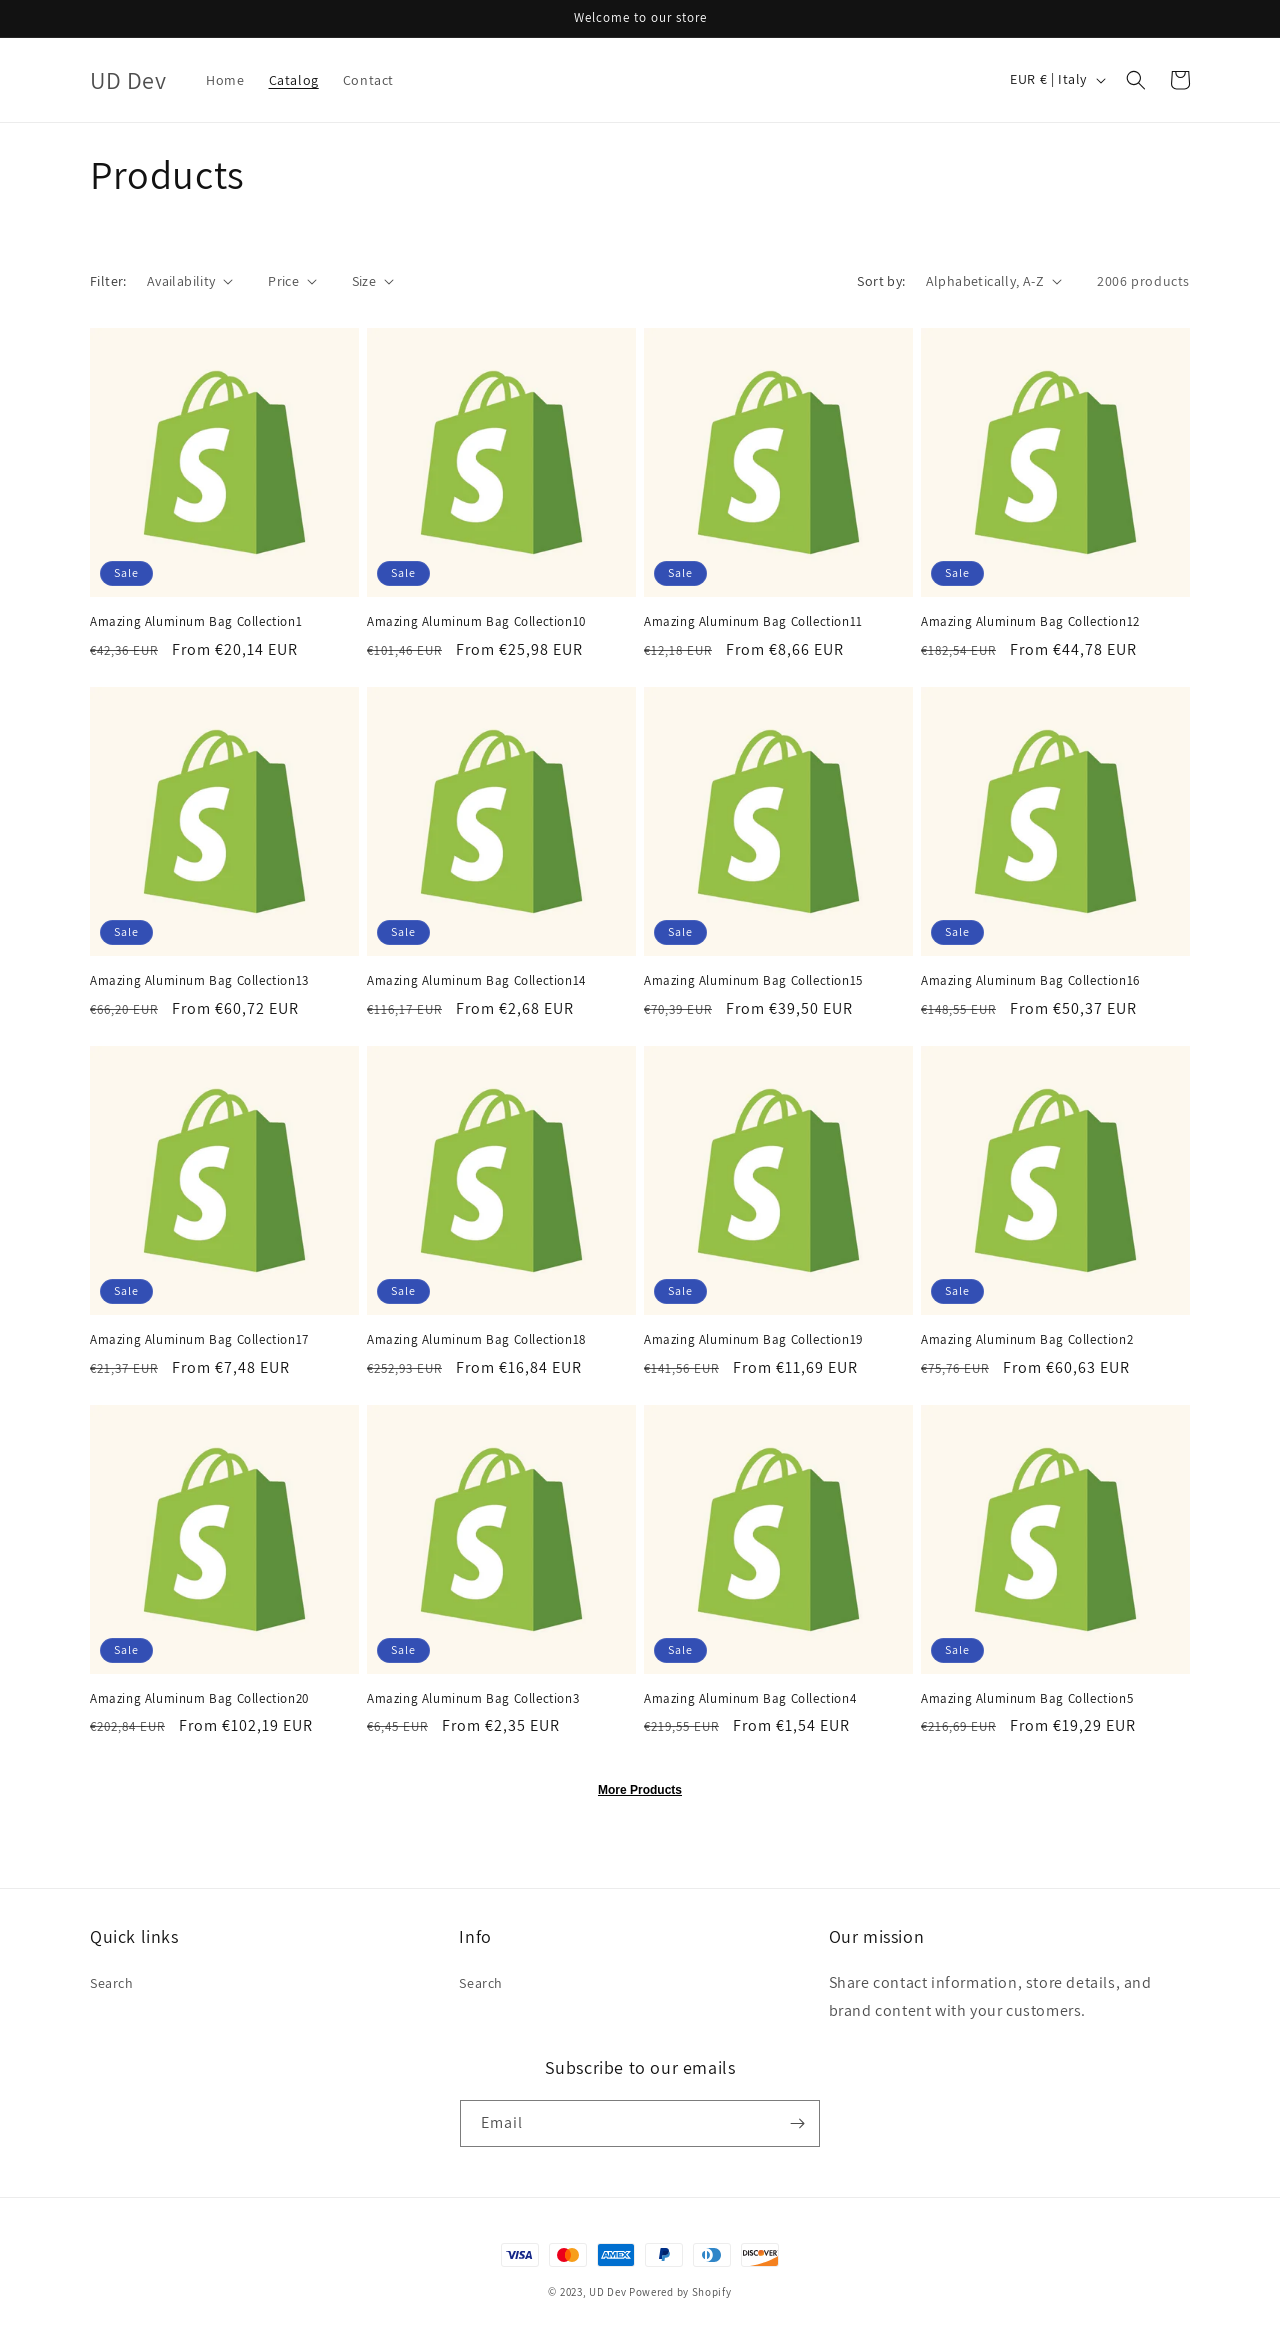 Welcome to our store
UD Dev
Home Catalog Contact
EUR € | Italy
Products
Filter: Availability Price Size
Sort by: Alphabetically, A-Z 2006 products
S S S S
Sale Sale Sale Sale
Amazing Aluminum Bag Collection1 Amazing Aluminum Bag Collection10 Amazing Aluminum Bag Collection11 Amazing Aluminum Bag Collection12
€42,36 EUR From €20,14 EUR €101,46 EUR From €25,98 EUR €12,18 EUR From €8,66 EUR €182,54 EUR From €44,78 EUR
S S S S
Sale Sale Sale Sale
Amazing Aluminum Bag Collection13 Amazing Aluminum Bag Collection14 Amazing Aluminum Bag Collection15 Amazing Aluminum Bag Collection16
€66,20 EUR From €60,72 EUR €116,17 EUR From €2,68 EUR €70,39 EUR From €39,50 EUR €148,55 EUR From €50,37 EUR
S S S S
Sale Sale Sale Sale
Amazing Aluminum Bag Collection17 Amazing Aluminum Bag Collection18 Amazing Aluminum Bag Collection19 Amazing Aluminum Bag Collection2
€21,37 EUR From €7,48 EUR €252,93 EUR From €16,84 EUR €141,56 EUR From €11,69 EUR €75,76 EUR From €60,63 EUR
S S S S
Sale Sale Sale Sale
Amazing Aluminum Bag Collection20 Amazing Aluminum Bag Collection3 Amazing Aluminum Bag Collection4 Amazing Aluminum Bag Collection5
€202,84 EUR From €102,19 EUR €6,45 EUR From €2,35 EUR €219,55 EUR From €1,54 EUR €216,69 EUR From €19,29 EUR
More Products
Quick links
Search
Info
Search
Our mission
Share contact information, store details, and
brand content with your customers.
Subscribe to our emails
Email
VISA AMEX DISCOVER
© 2023, UD Dev Powered by Shopify